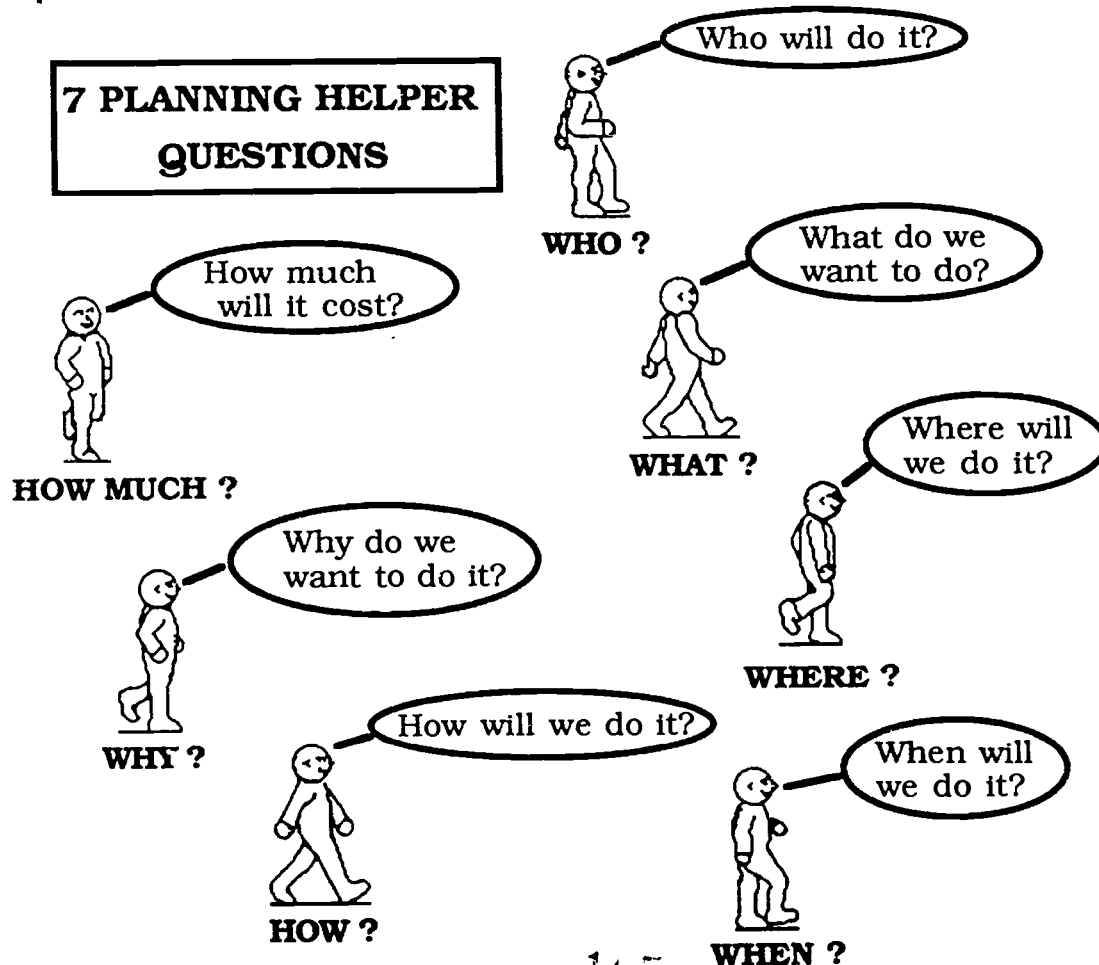 7 PLANNING HELPER
QUESTIONS
Who will do it?
WHO ?
What do we
want to do?
WHAT ?
Where will
we do it?
WHERE ?
When will
we do it?
WHEN ?
How will we do it?
HOW ?
Why do we
want to do it?
WHY ?
How much
will it cost?
HOW MUCH ?